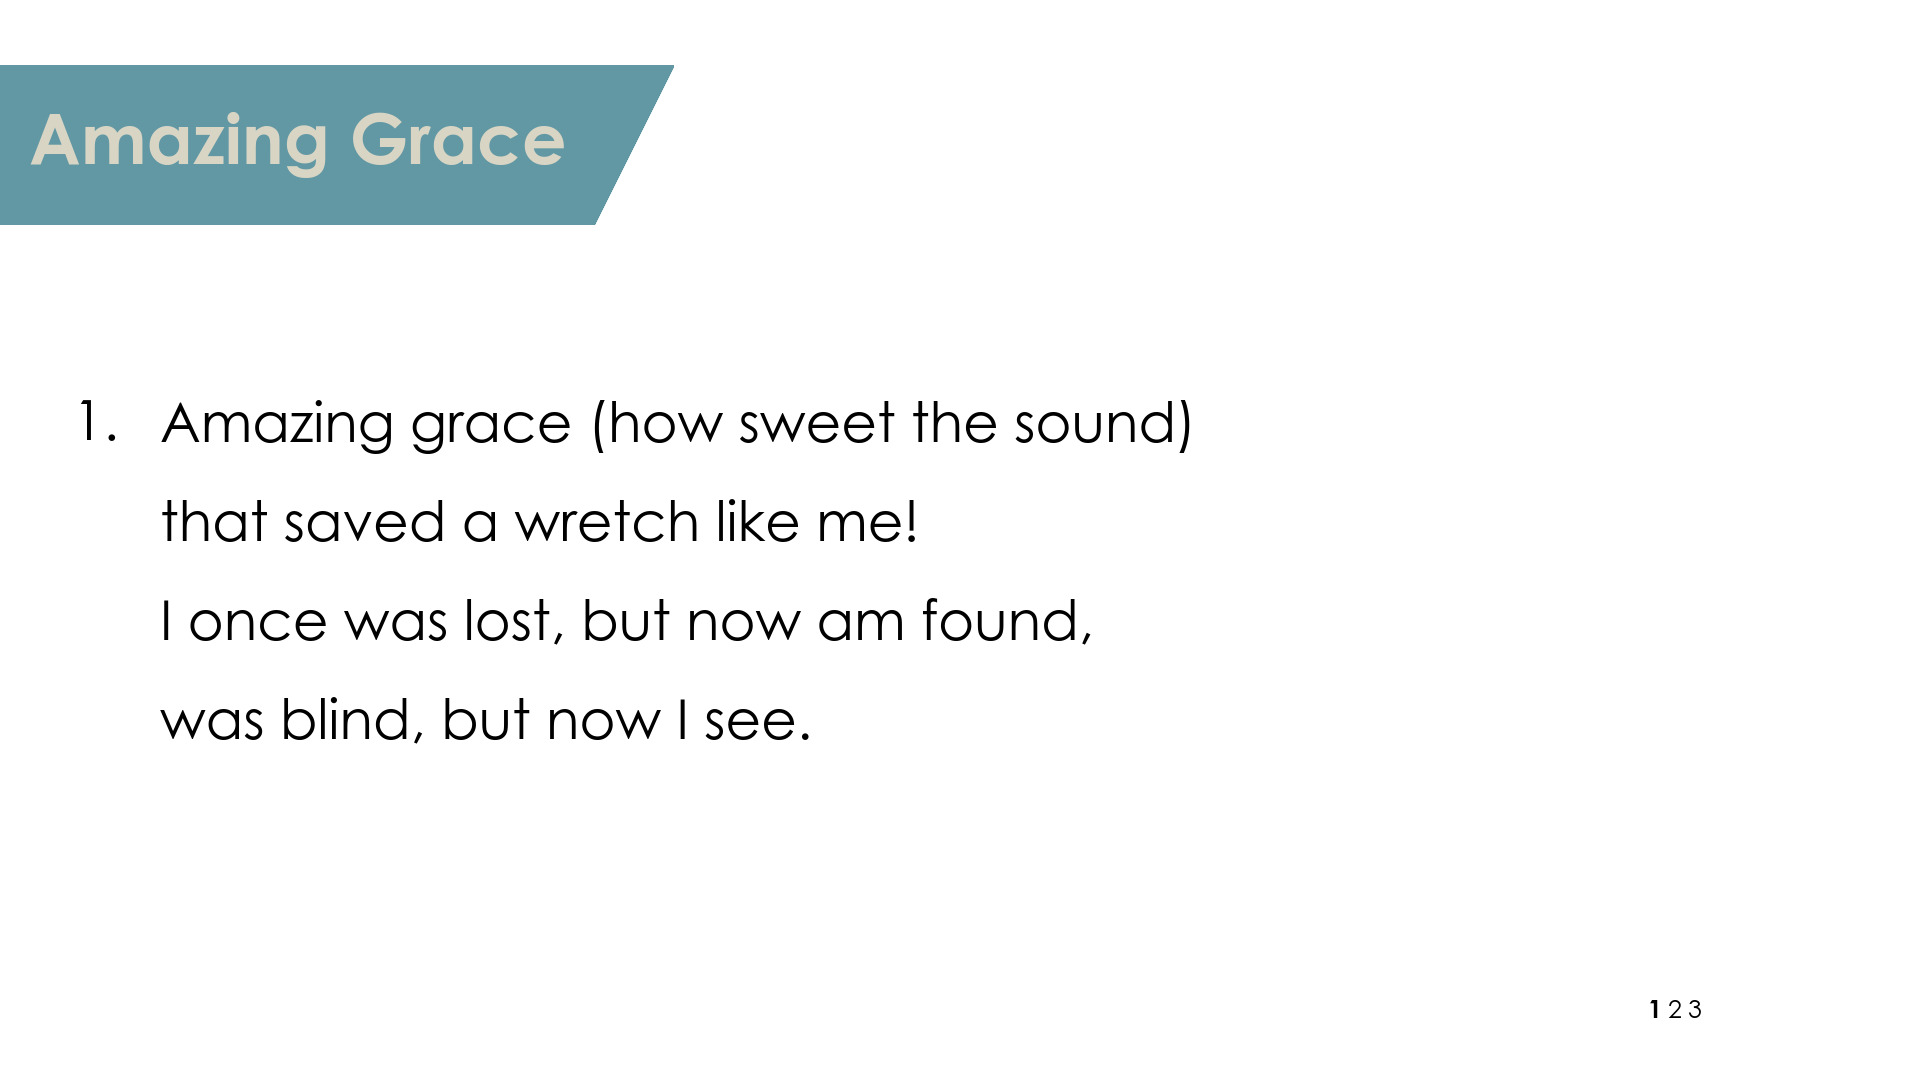 Amazing Grace
1. Amazing grace (how sweet the sound)
that saved a wretch like me!
I once was lost, but now am found,
was blind, but now I see.
1 2 3